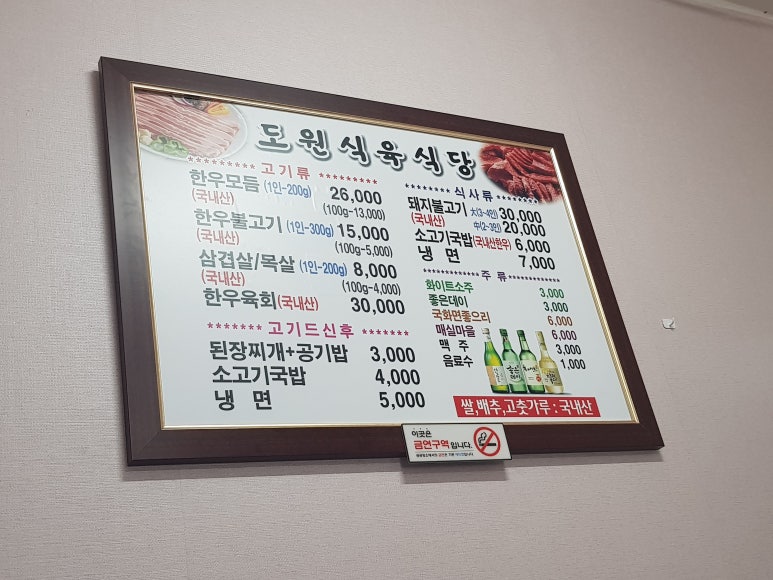 도원식육식당
******** 고기류 ********
한우모듬 (1인-200g) 26,000
(국내산) (100g-13,000)
한우불고기 (1인-300g) 15,000
(국내산) (100g-5,000)
삼겹살/목살 (1인-200g) 8,000
(국내산) (100g-4,000)
한우육회(국내산) 30,000
******* 고기드신후 *******
된장찌개+공기밥 3,000
소고기국밥 4,000
냉 면 5,000
******** 식사류 ********
돼지불고기 大(3~4인) 30,000
(국내산) 中(2~3인) 20,000
소고기국밥(국내산한우) 6,000
냉 면 7,000
************* 주 류 ************
화이트소주 3,000
좋은데이 3,000
국화면좋으리 6,000
매실마을 6,000
맥 주 3,000
음료수 1,000
쌀,배추,고춧가루 : 국내산
이곳은
금연구역입니다.